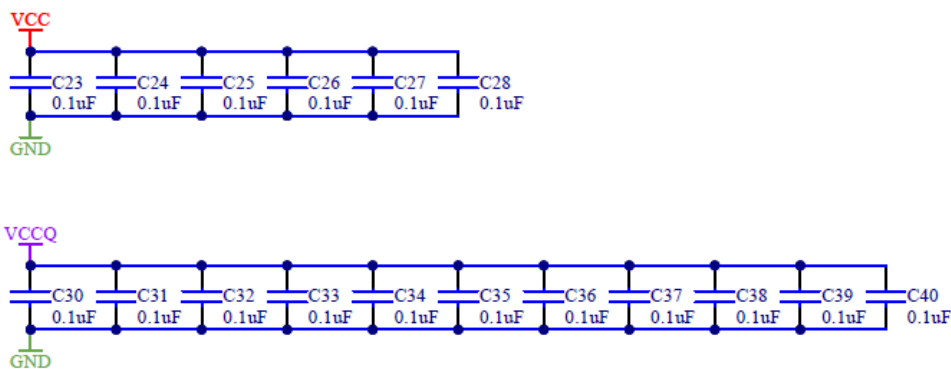 VCC
C23 C24 C25 C26 C27 C28
0.1uF 0.1uF 0.1uF 0.1uF 0.1uF 0.1uF
GND
VCCQ
C30 C31 C32 C33 C34 C35 C36 C37 C38 C39 C40
0.1uF 0.1uF 0.1uF 0.1uF 0.1uF 0.1uF 0.1uF 0.1uF 0.1uF 0.1uF 0.1uF
GND